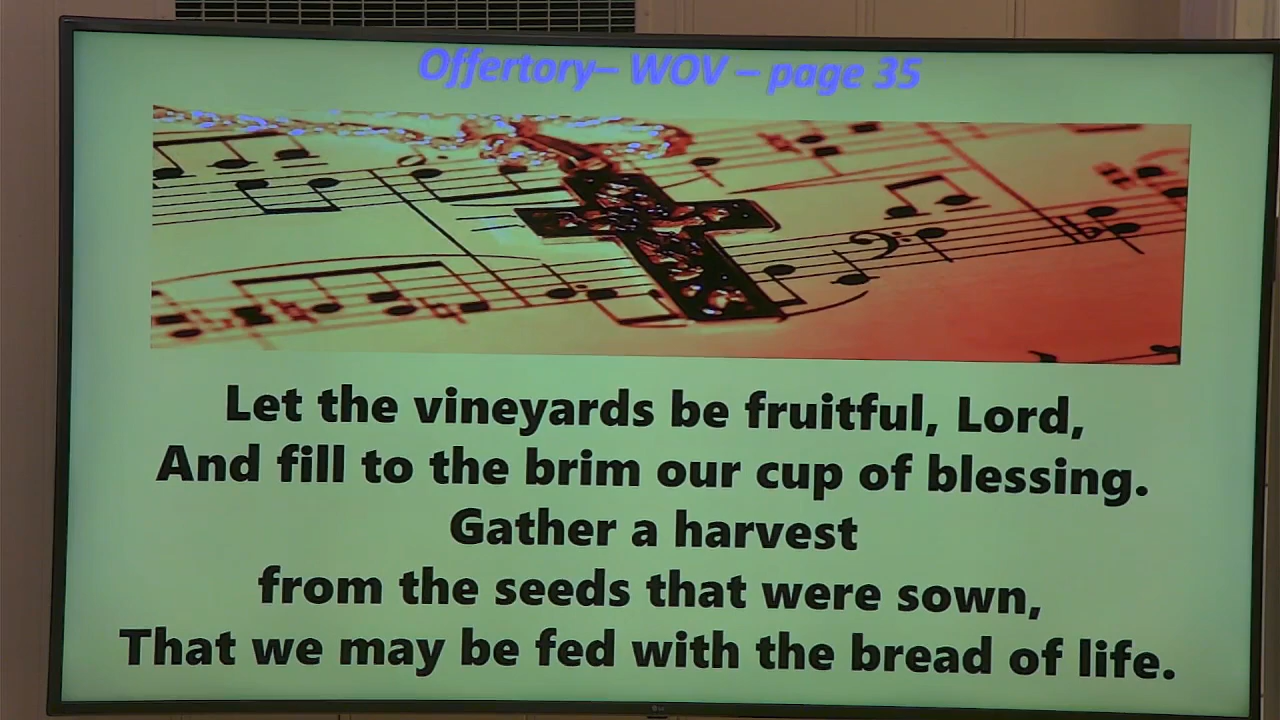 Offertory– WOV – page 35
Let the vineyards be fruitful, Lord,
And fill to the brim our cup of blessing.
Gather a harvest
from the seeds that were sown,
That we may be fed with the bread of life.
LG